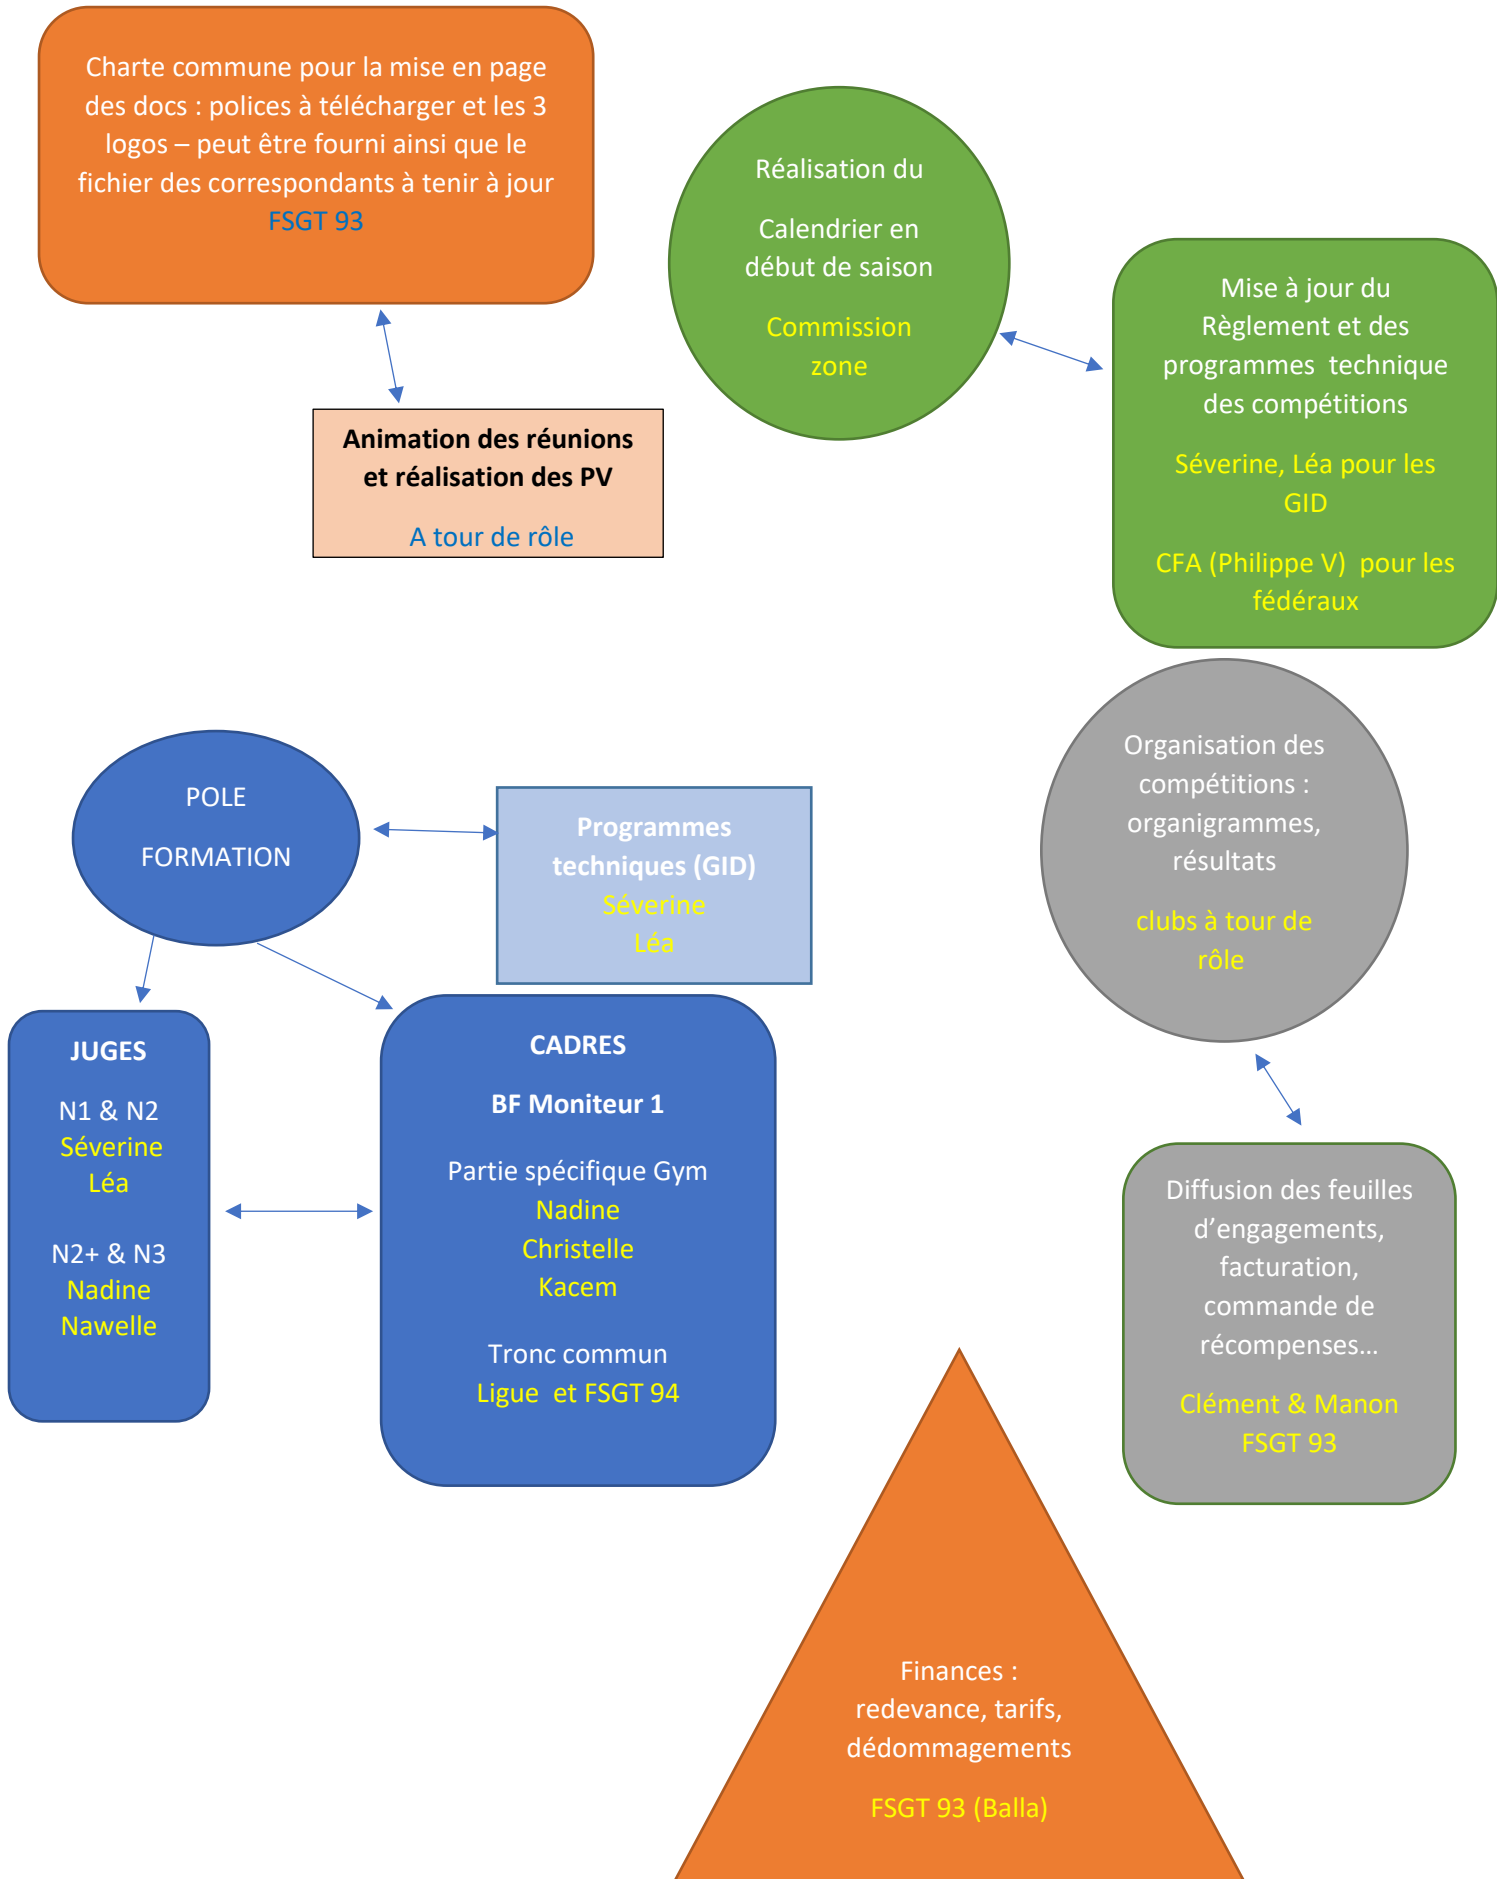 Charte commune pour la mise en page
des docs : polices à télécharger et les 3
logos – peut être fourni ainsi que le
fichier des correspondants à tenir à jour
FSGT 93
Réalisation du
Calendrier en
début de saison
Commission
zone
Mise à jour du
Règlement et des
programmes  technique
des compétitions
Séverine, Léa pour les
GID
CFA (Philippe V)  pour les
fédéraux
Animation des réunions
et réalisation des PV
A tour de rôle
Organisation des
compétitions :
organigrammes,
résultats
clubs à tour de
rôle
POLE
FORMATION
Programmes
techniques (GID)
Séverine
Léa
JUGES
N1 & N2
Séverine
Léa
N2+ & N3
Nadine
Nawelle
CADRES
BF Moniteur 1
Partie spécifique Gym
Nadine
Christelle
Kacem
Tronc commun
Ligue  et FSGT 94
Diffusion des feuilles
d’engagements,
facturation,
commande de
récompenses…
Clément & Manon
FSGT 93
Finances :
redevance, tarifs,
dédommagements
FSGT 93 (Balla)